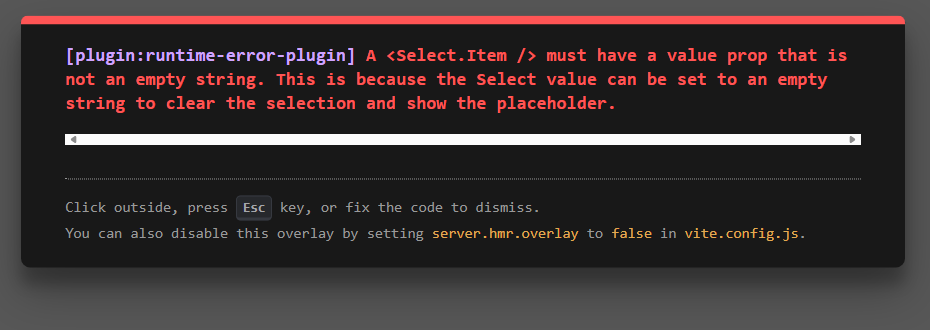 [plugin:runtime-error-plugin] A <Select.Item /> must have a value prop that is
not an empty string. This is because the Select value can be set to an empty
string to clear the selection and show the placeholder.
Click outside, press Esc key, or fix the code to dismiss.
You can also disable this overlay by setting server.hmr.overlay to false in vite.config.js.